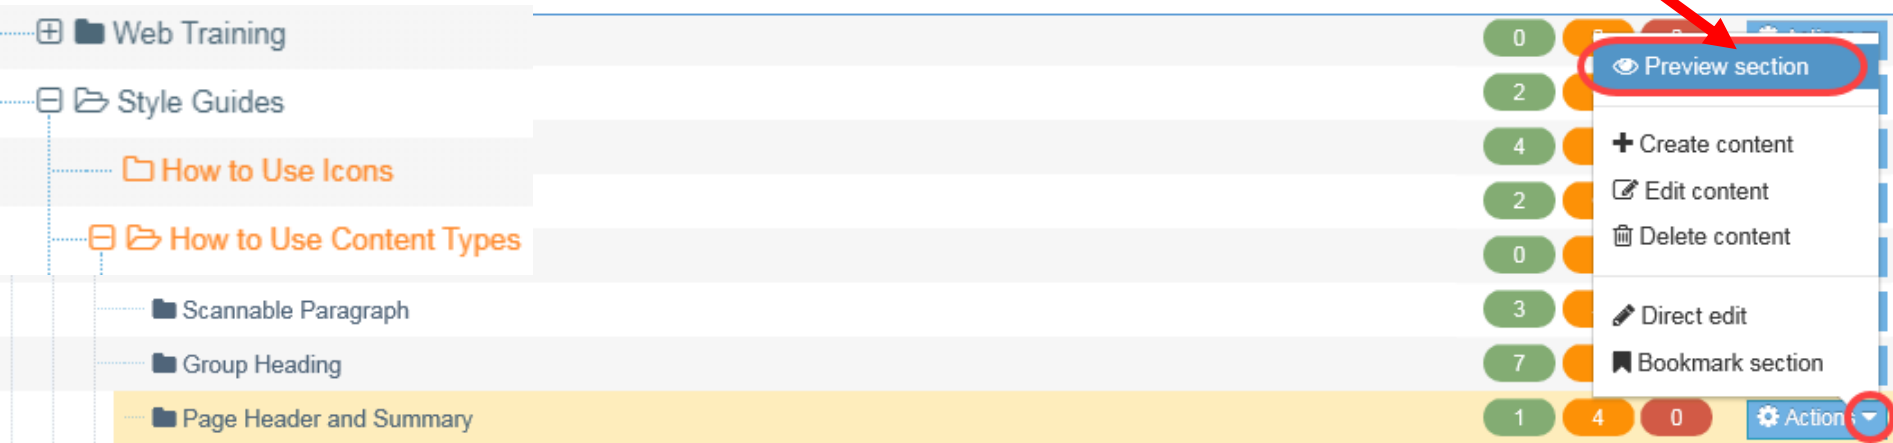 Web Training 0
Preview section
Style Guides 2
Create content
How to Use Icons 4
Edit content
2
Delete content
How to Use Content Types 0
Scannable Paragraph 3
Direct edit
Group Heading 7
Bookmark section
Page Header and Summary 1 4 0 Actions